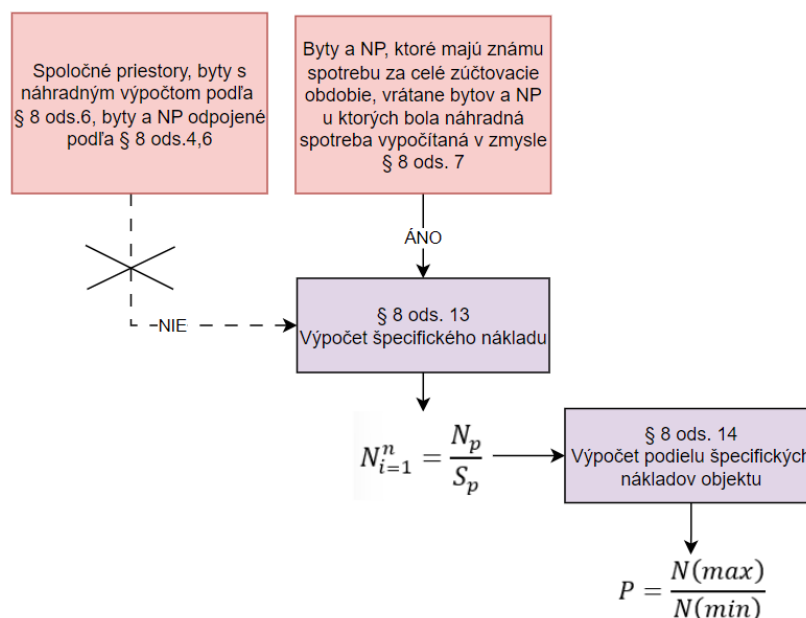 Spoločné priestory, byty s
náhradným výpočtom podľa
§ 8 ods.6, byty a NP odpojené
podľa § 8 ods.4,6
Byty a NP, ktoré majú známu
spotrebu za celé zúčtovacie
obdobie, vrátane bytov a NP
u ktorých bola náhradná
spotreba vypočítaná v zmysle
§ 8 ods. 7
ÁNO
NIE
§ 8 ods. 13
Výpočet špecifického nákladu
N_{i=1}^{n} = \frac{N_p}{S_p}
§ 8 ods. 14
Výpočet podielu špecifických
nákladov objektu
P = \frac{N(max)}{N(min)}